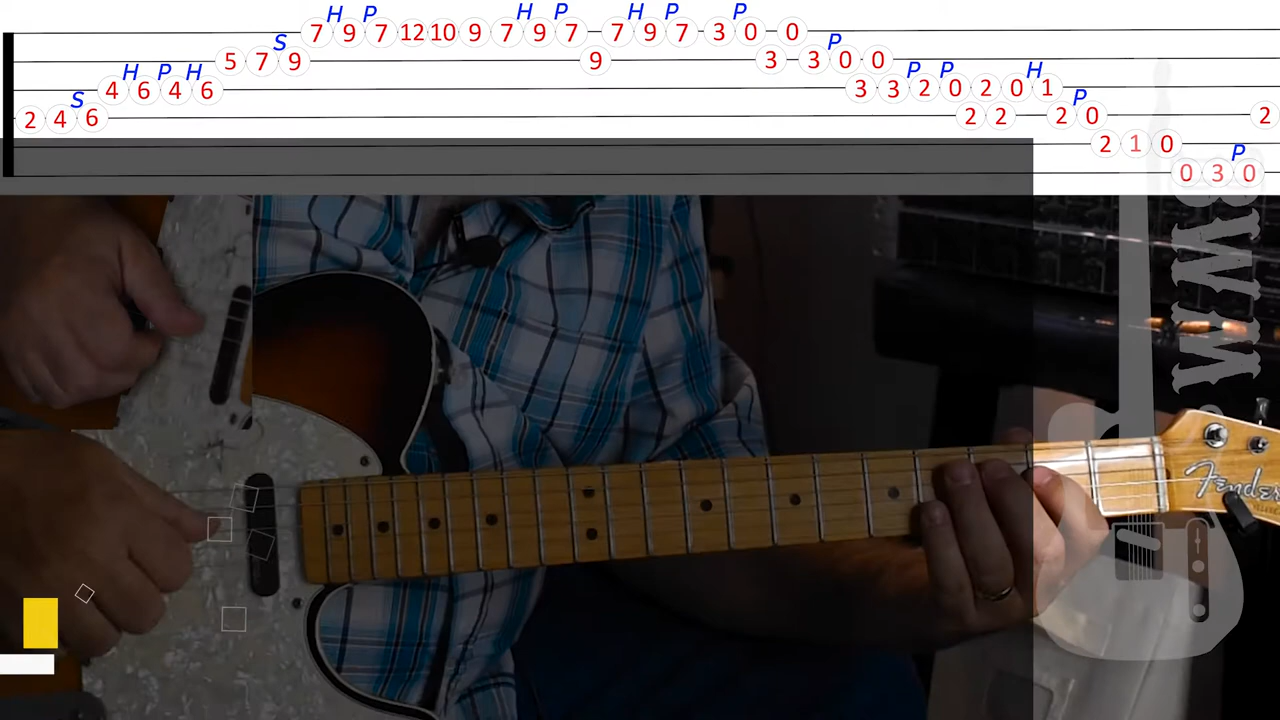 H P H P H P P
7 9 7 12 10 9 7 9 7 7 9 7 3 0 0
S P
5 7 9 9 3 3 0 0
H P H P P H
4 6 4 6 3 3 2 0 2 0 1
S P
2 4 6 2 2 2 0 2
2 1 0
P
0 3 0
Fender